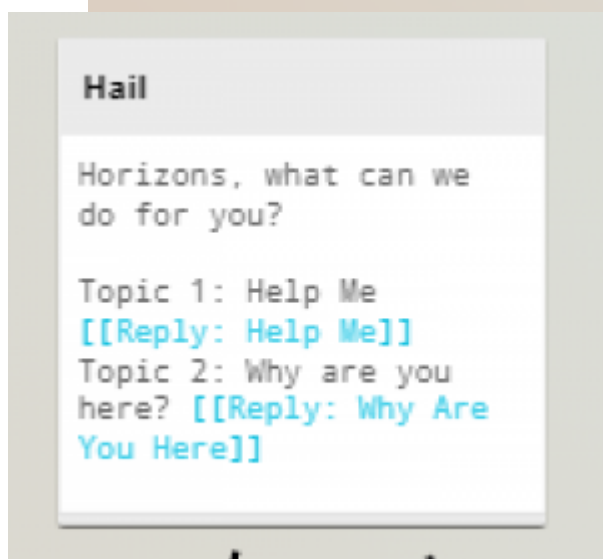 Hail
Horizons, what can we
do for you?
Topic 1: Help Me
[[Reply: Help Me]]
Topic 2: Why are you
here? [[Reply: Why Are
You Here]]